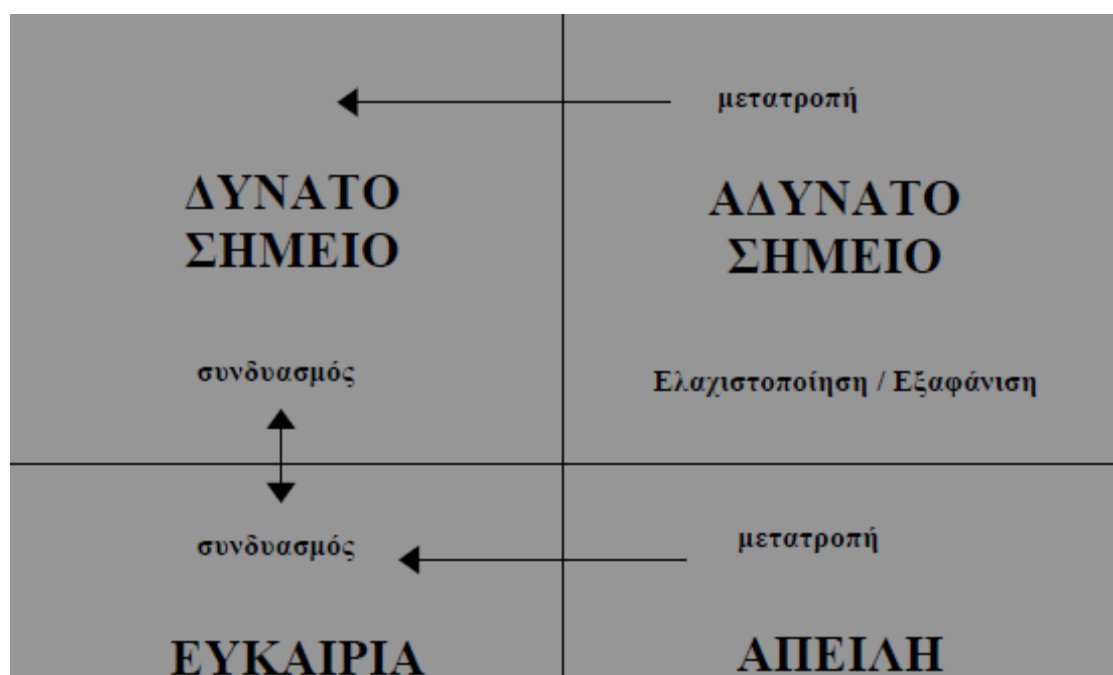 μετατροπή
ΔΥΝΑΤΟ
ΣΗΜΕΙΟ
ΑΔΥΝΑΤΟ
ΣΗΜΕΙΟ
συνδυασμός
Ελαχιστοποίηση / Εξαφάνιση
συνδυασμός
μετατροπή
ΕΥΚΑΙΡΙΑ
ΑΠΕΙΛΗ